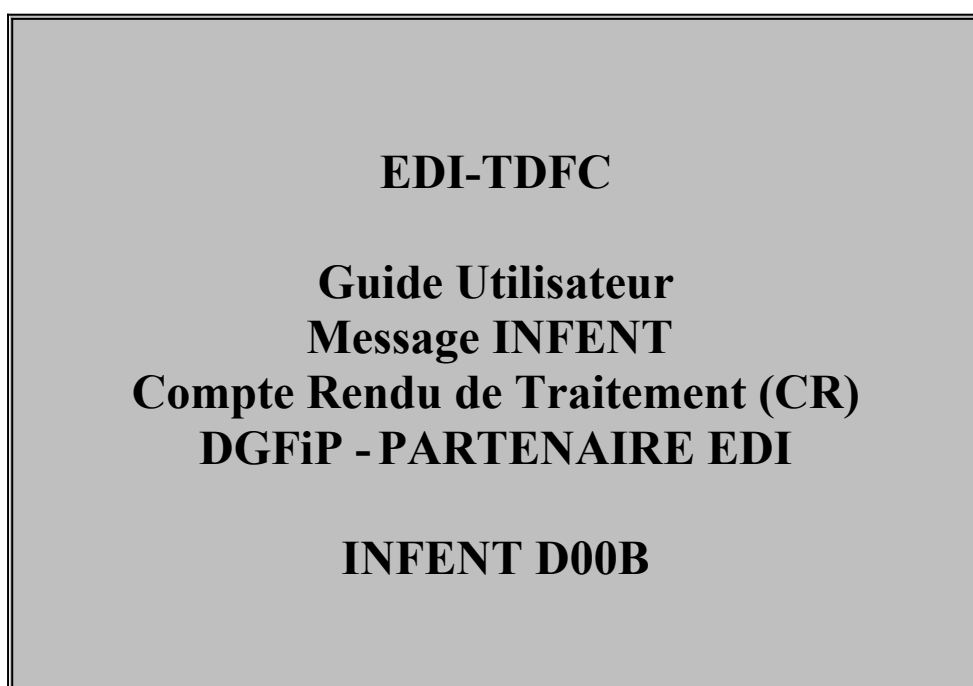 EDI-TDFC
Guide Utilisateur
Message INFENT
Compte Rendu de Traitement (CR)
DGFiP - PARTENAIRE EDI
INFENT D00B